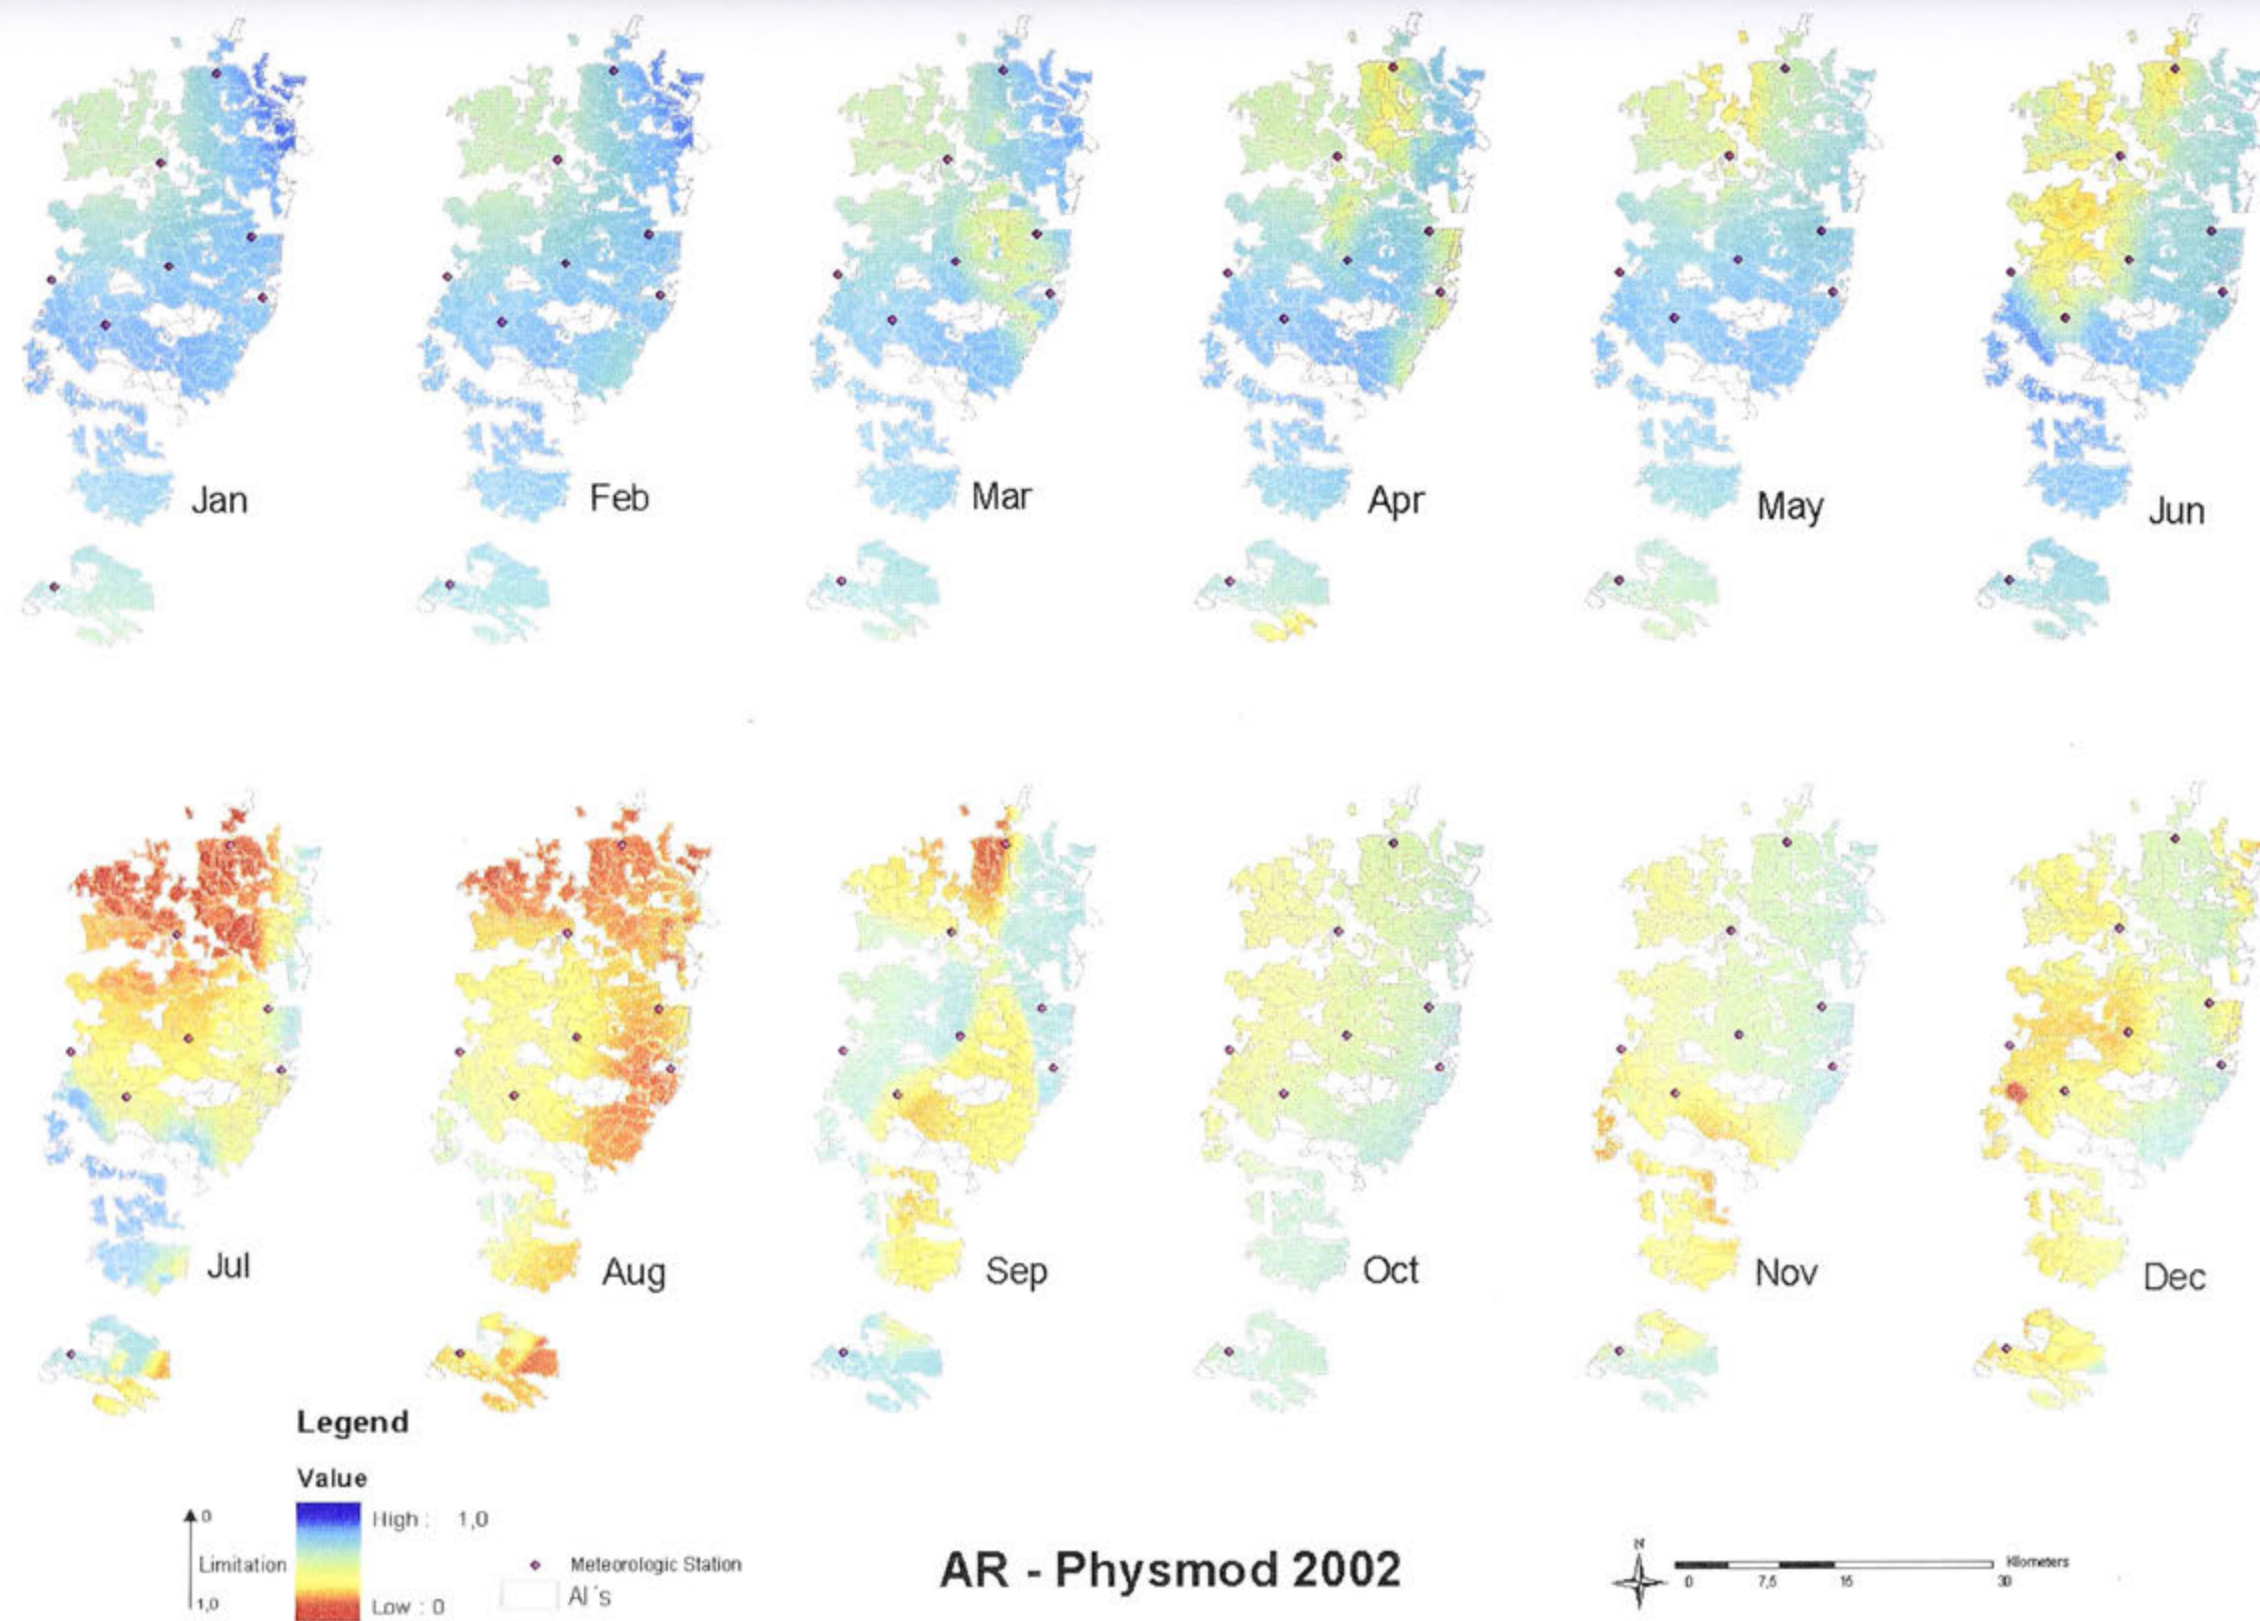 Jan
Feb
Mar
Apr
May
Jun
Jul
Aug
Sep
Oct
Nov
Dec
Legend
Value
0
High : 1,0
Limitation
1,0
Low : 0
Meteorologic Station
AI´s
AR - Physmod 2002
N
Kilometers
0 7,5 15 30